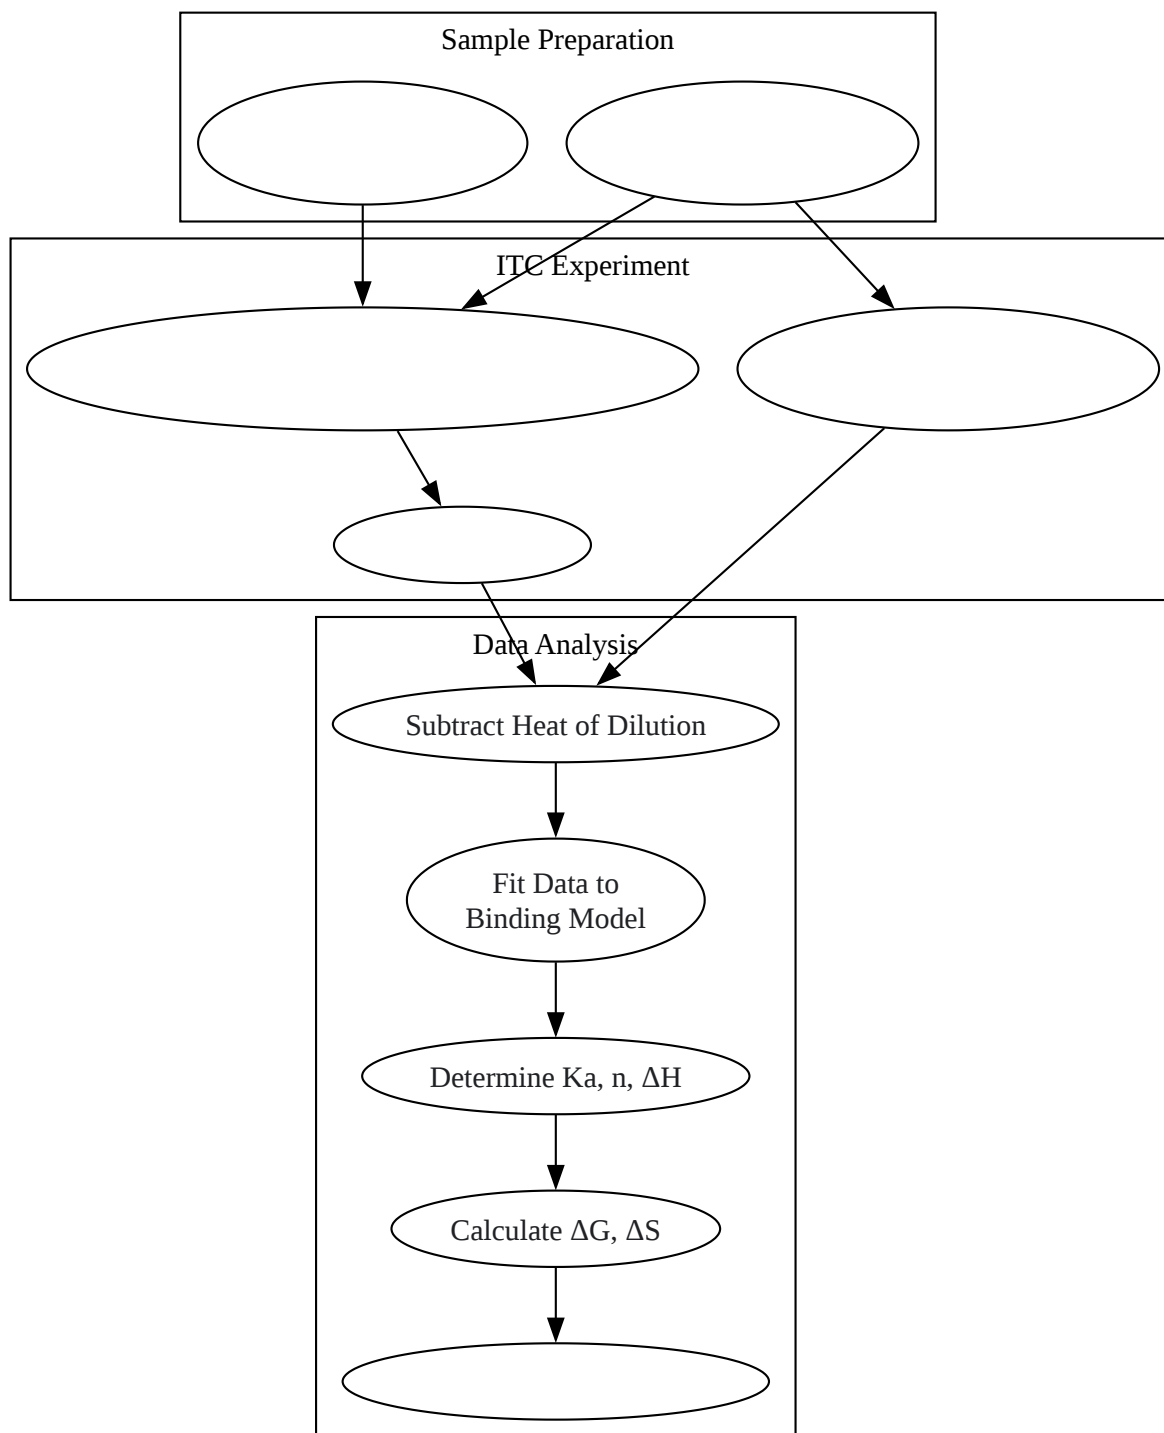 Sample Preparation
ITC Experiment
Data Analysis
Subtract Heat of Dilution
Fit Data to
Binding Model
Determine Ka, n, ΔH
Calculate ΔG, ΔS